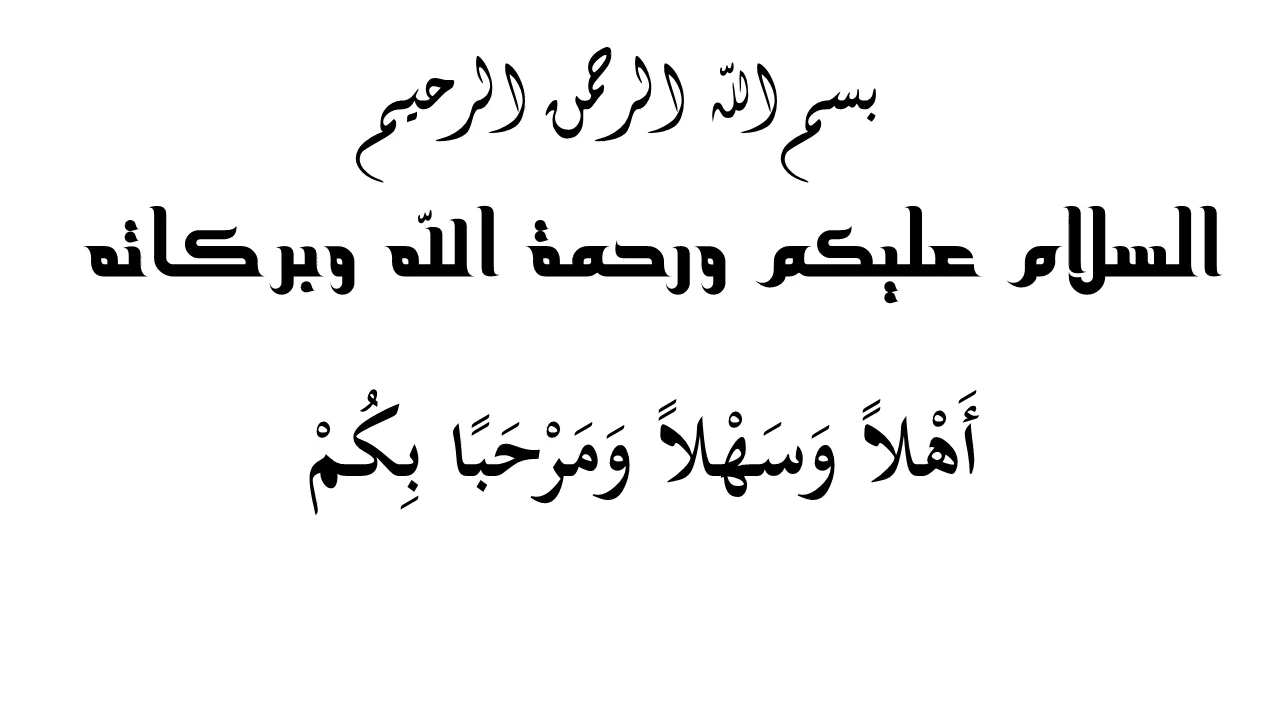 بسم الله الرحمن الرحيم
السلام عليكم ورحمة الله وبركاته
أَهْلاً وَسَهْلاً وَمَرْحَبًا بِكُمْ